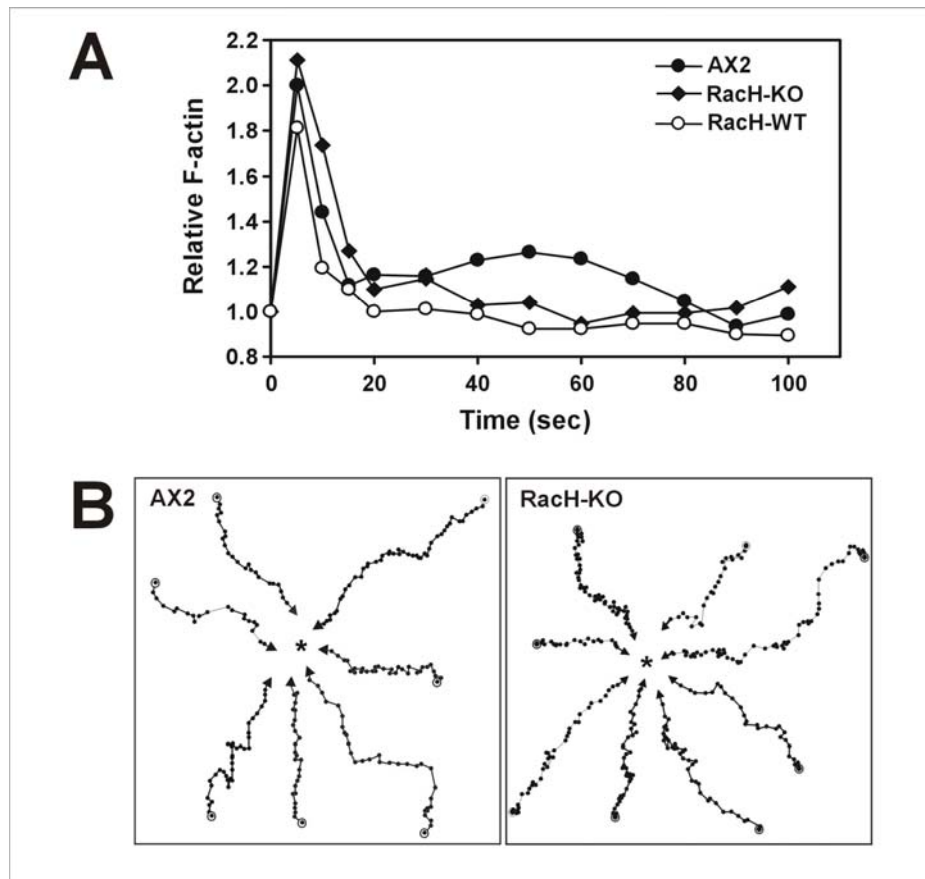 A
2.2
2.0
1.8
1.6
1.4
1.2
1.0
0.8
Relative F-actin
AX2
RacH-KO
RacH-WT
0 20 40 60 80 100
Time (sec)
B
AX2
*
RacH-KO
*